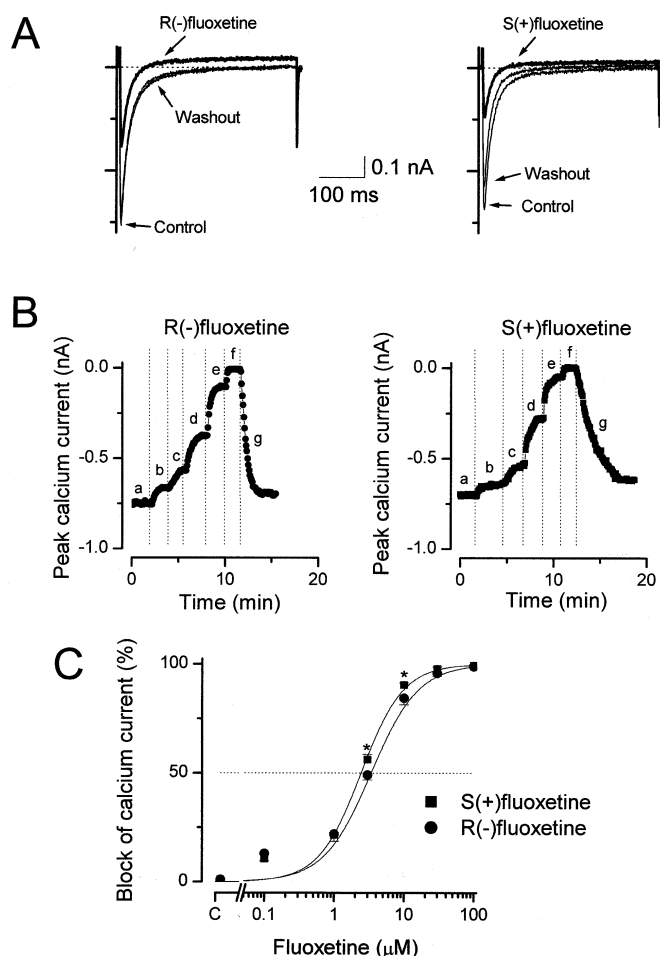 A
R(-)fluoxetine
Washout
Control
0.1 nA
100 ms
S(+)fluoxetine
Washout
Control
B
R(-)fluoxetine
Peak calcium current (nA)
0.0
-0.5
-1.0
a
b
c
d
e
f
g
0
10
20
Time (min)
S(+)fluoxetine
Peak calcium current (nA)
0.0
-0.5
-1.0
a
b
c
d
e
f
g
0
10
20
Time (min)
C
Block of calcium current (%)
100
50
0
*
*
S(+)fluoxetine
R(-)fluoxetine
C
0.1
1
10
100
Fluoxetine (μM)